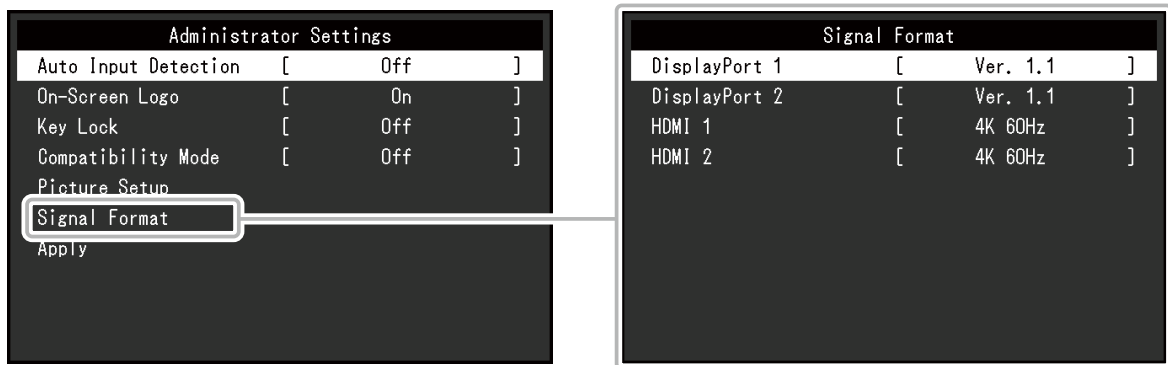 Administrator Settings
Auto Input Detection [ Off ]
On-Screen Logo [ On ]
Key Lock [ Off ]
Compatibility Mode [ Off ]
Picture Setup
Signal Format
Apply
Signal Format
DisplayPort 1 [ Ver. 1.1 ]
DisplayPort 2 [ Ver. 1.1 ]
HDMI 1 [ 4K 60Hz ]
HDMI 2 [ 4K 60Hz ]